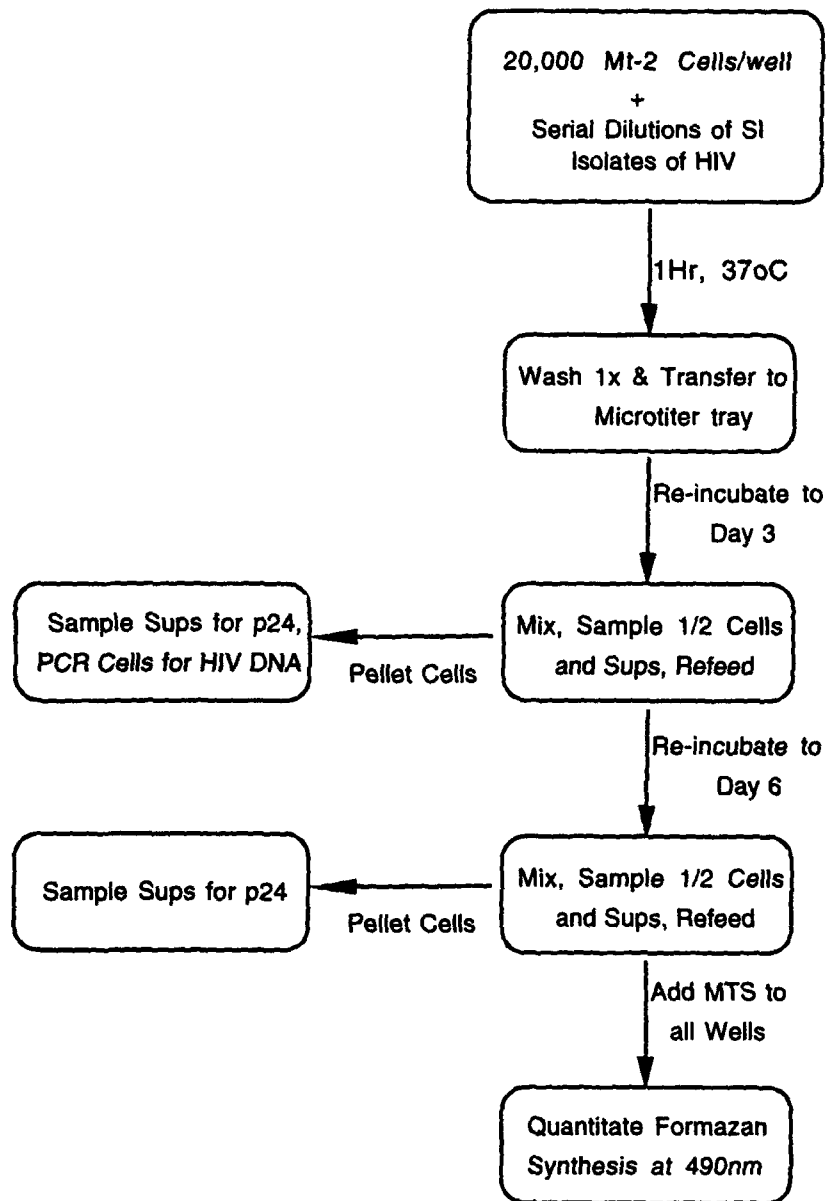 20,000 Mt-2 Cells/well
+
Serial Dilutions of SI
Isolates of HIV
1Hr, 37oC
Wash 1x & Transfer to
Microtiter tray
Re-incubate to
Day 3
Mix, Sample 1/2 Cells
and Sups, Refeed
Pellet Cells
Sample Sups for p24,
PCR Cells for HIV DNA
Re-incubate to
Day 6
Mix, Sample 1/2 Cells
and Sups, Refeed
Pellet Cells
Sample Sups for p24
Add MTS to
all Wells
Quantitate Formazan
Synthesis at 490nm